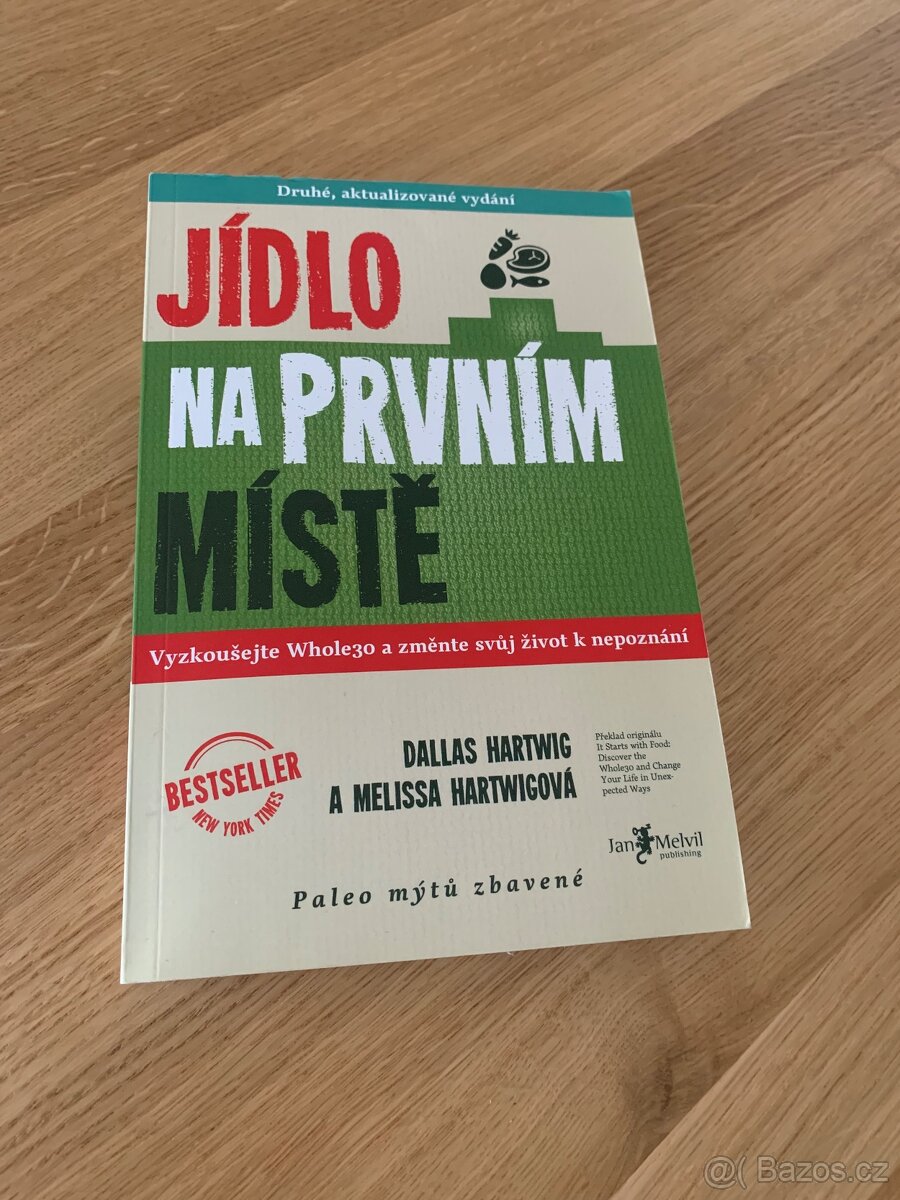 Druhé, aktualizované vydání
JÍDLO
NA PRVNÍM
MÍSTĚ
Vyzkoušejte Whole30 a změnte svůj život k nepoznání
BESTSELLER
NEW YORK TIMES
DALLAS HARTWIG
A MELISSA HARTWIGOVÁ
Překlad originálu
It Starts with Food:
Discover the
Whole30 and Change
Your Life in Unex-
pected Ways
Jan Melvil
publishing
Paleo mýtů zbavené
@( Bazos.cz